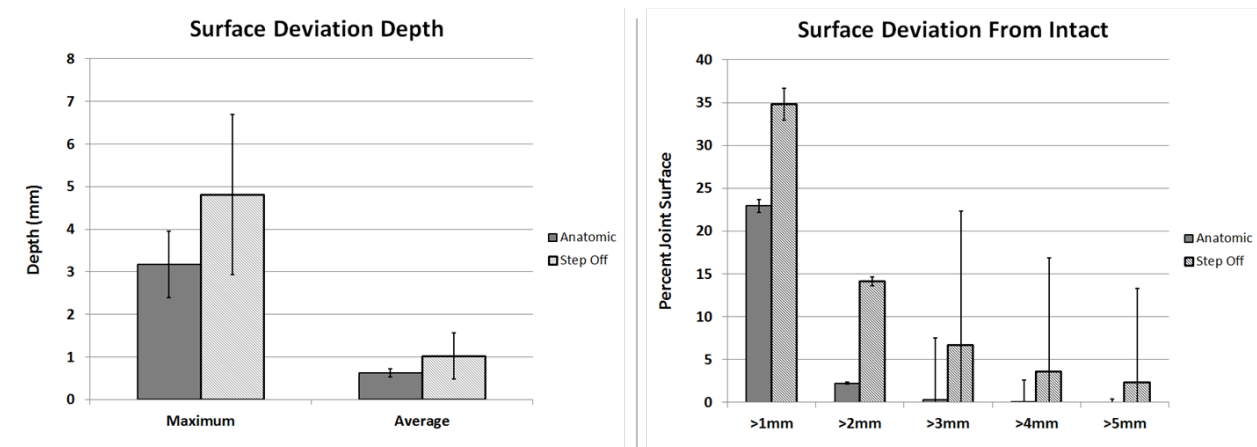 Surface Deviation Depth
8
7
6
5
4
3
2
1
0
Depth (mm)
Maximum Average
Anatomic
Step Off
Surface Deviation From Intact
40
35
30
25
20
15
10
5
0
Percent Joint Surface
>1mm >2mm >3mm >4mm >5mm
Anatomic
Step Off